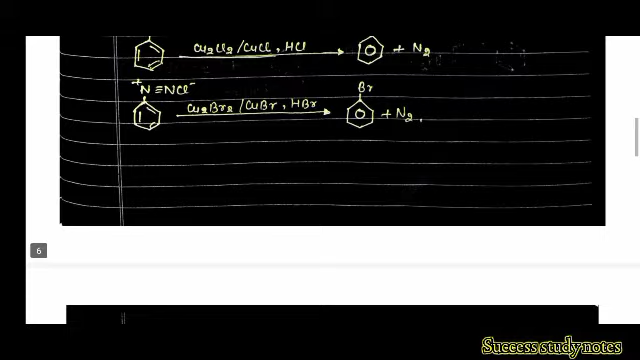 Cu2Cl2 / CuCl, HCl + N2
+N≡NCl- Br
Cu2Br2 / CuBr, HBr + N2.
6
Success study notes